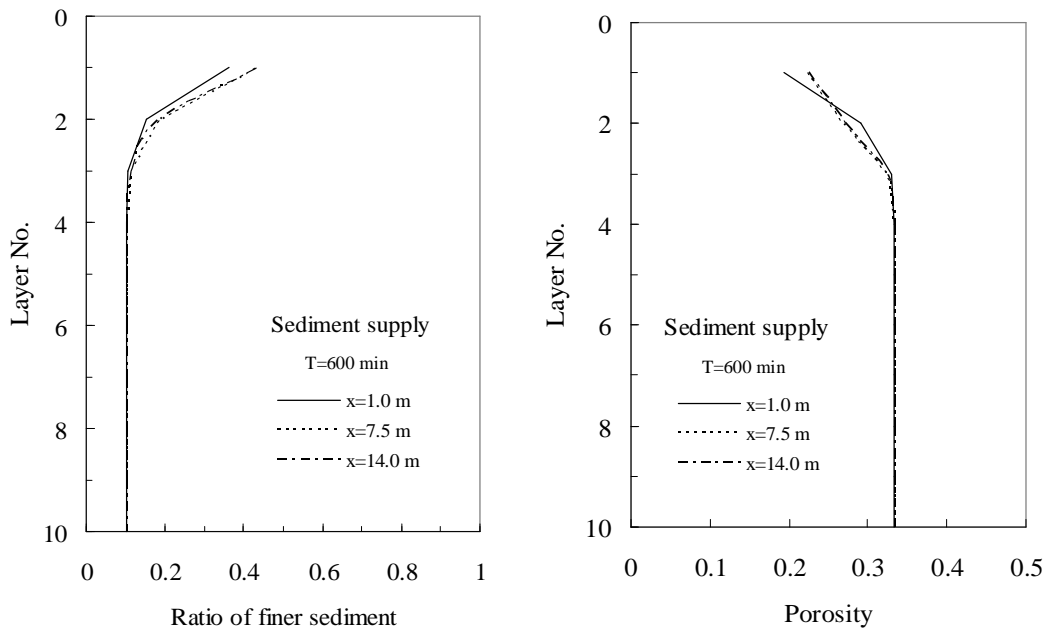 0
2
4
6
8
10
Layer No.
0
0.2
0.4
0.6
0.8
1
Ratio of finer sediment
Sediment supply
T=600 min
x=1.0 m
x=7.5 m
x=14.0 m
0
2
4
6
8
10
Layer No.
0
0.1
0.2
0.3
0.4
0.5
Porosity
Sediment supply
T=600 min
x=1.0 m
x=7.5 m
x=14.0 m